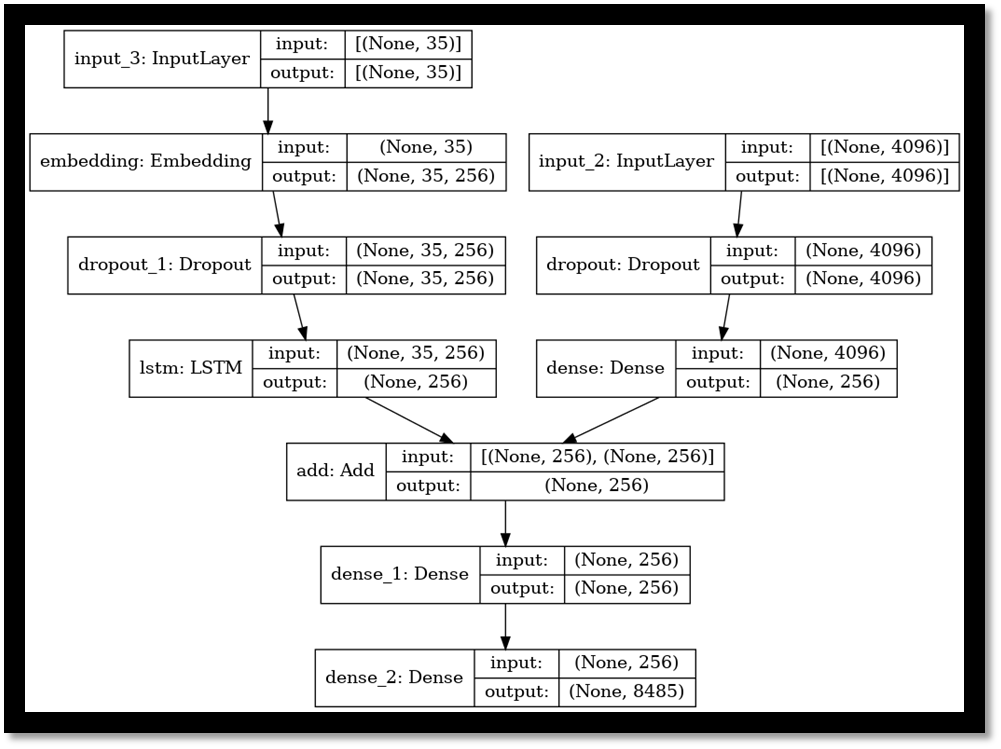 input_3: InputLayer
input: [(None, 35)]
output: [(None, 35)]
embedding: Embedding
input: (None, 35)
output: (None, 35, 256)
input_2: InputLayer
input: [(None, 4096)]
output: [(None, 4096)]
dropout_1: Dropout
input: (None, 35, 256)
output: (None, 35, 256)
dropout: Dropout
input: (None, 4096)
output: (None, 4096)
lstm: LSTM
input: (None, 35, 256)
output: (None, 256)
dense: Dense
input: (None, 4096)
output: (None, 256)
add: Add
input: [(None, 256), (None, 256)]
output: (None, 256)
dense_1: Dense
input: (None, 256)
output: (None, 256)
dense_2: Dense
input: (None, 256)
output: (None, 8485)